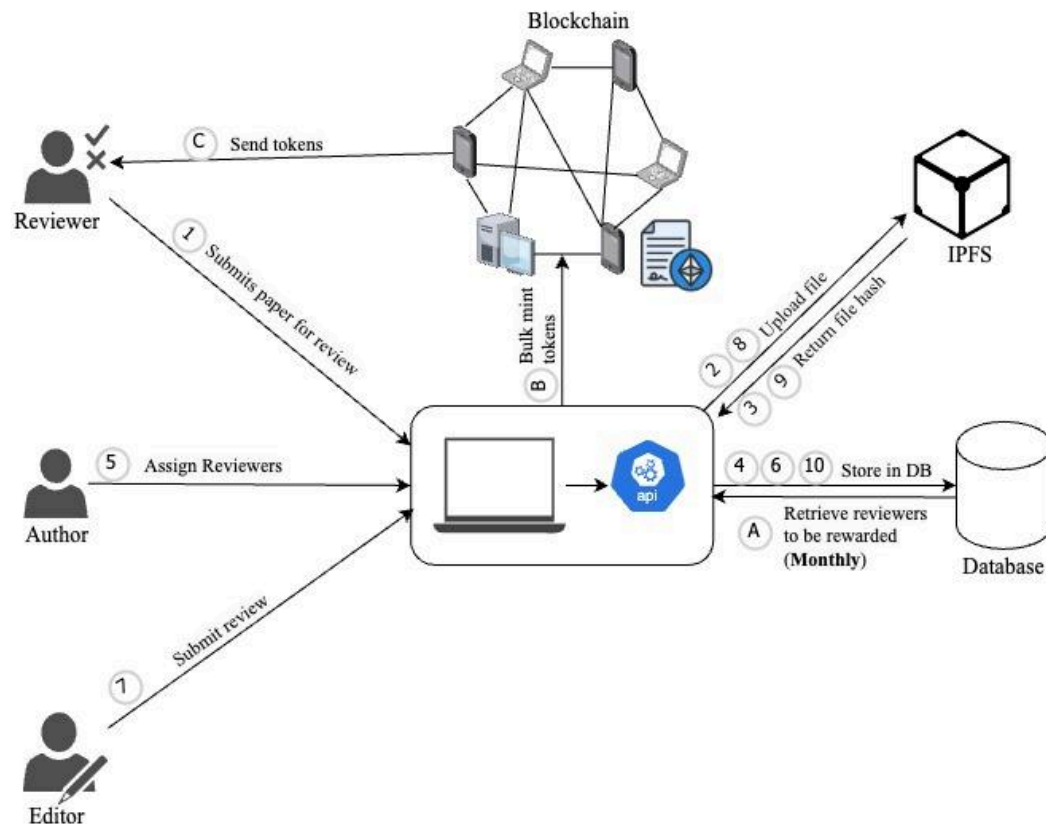 Blockchain
C Send tokens
Reviewer
1 Submits paper for review
IPFS
2 8 Upload file
3 9 Return file hash
Bulk mint
tokens
B
api
5 Assign Reviewers
Author
4 6 10 Store in DB
A Retrieve reviewers
to be rewarded
(Monthly)
Database
7 Submit review
Editor